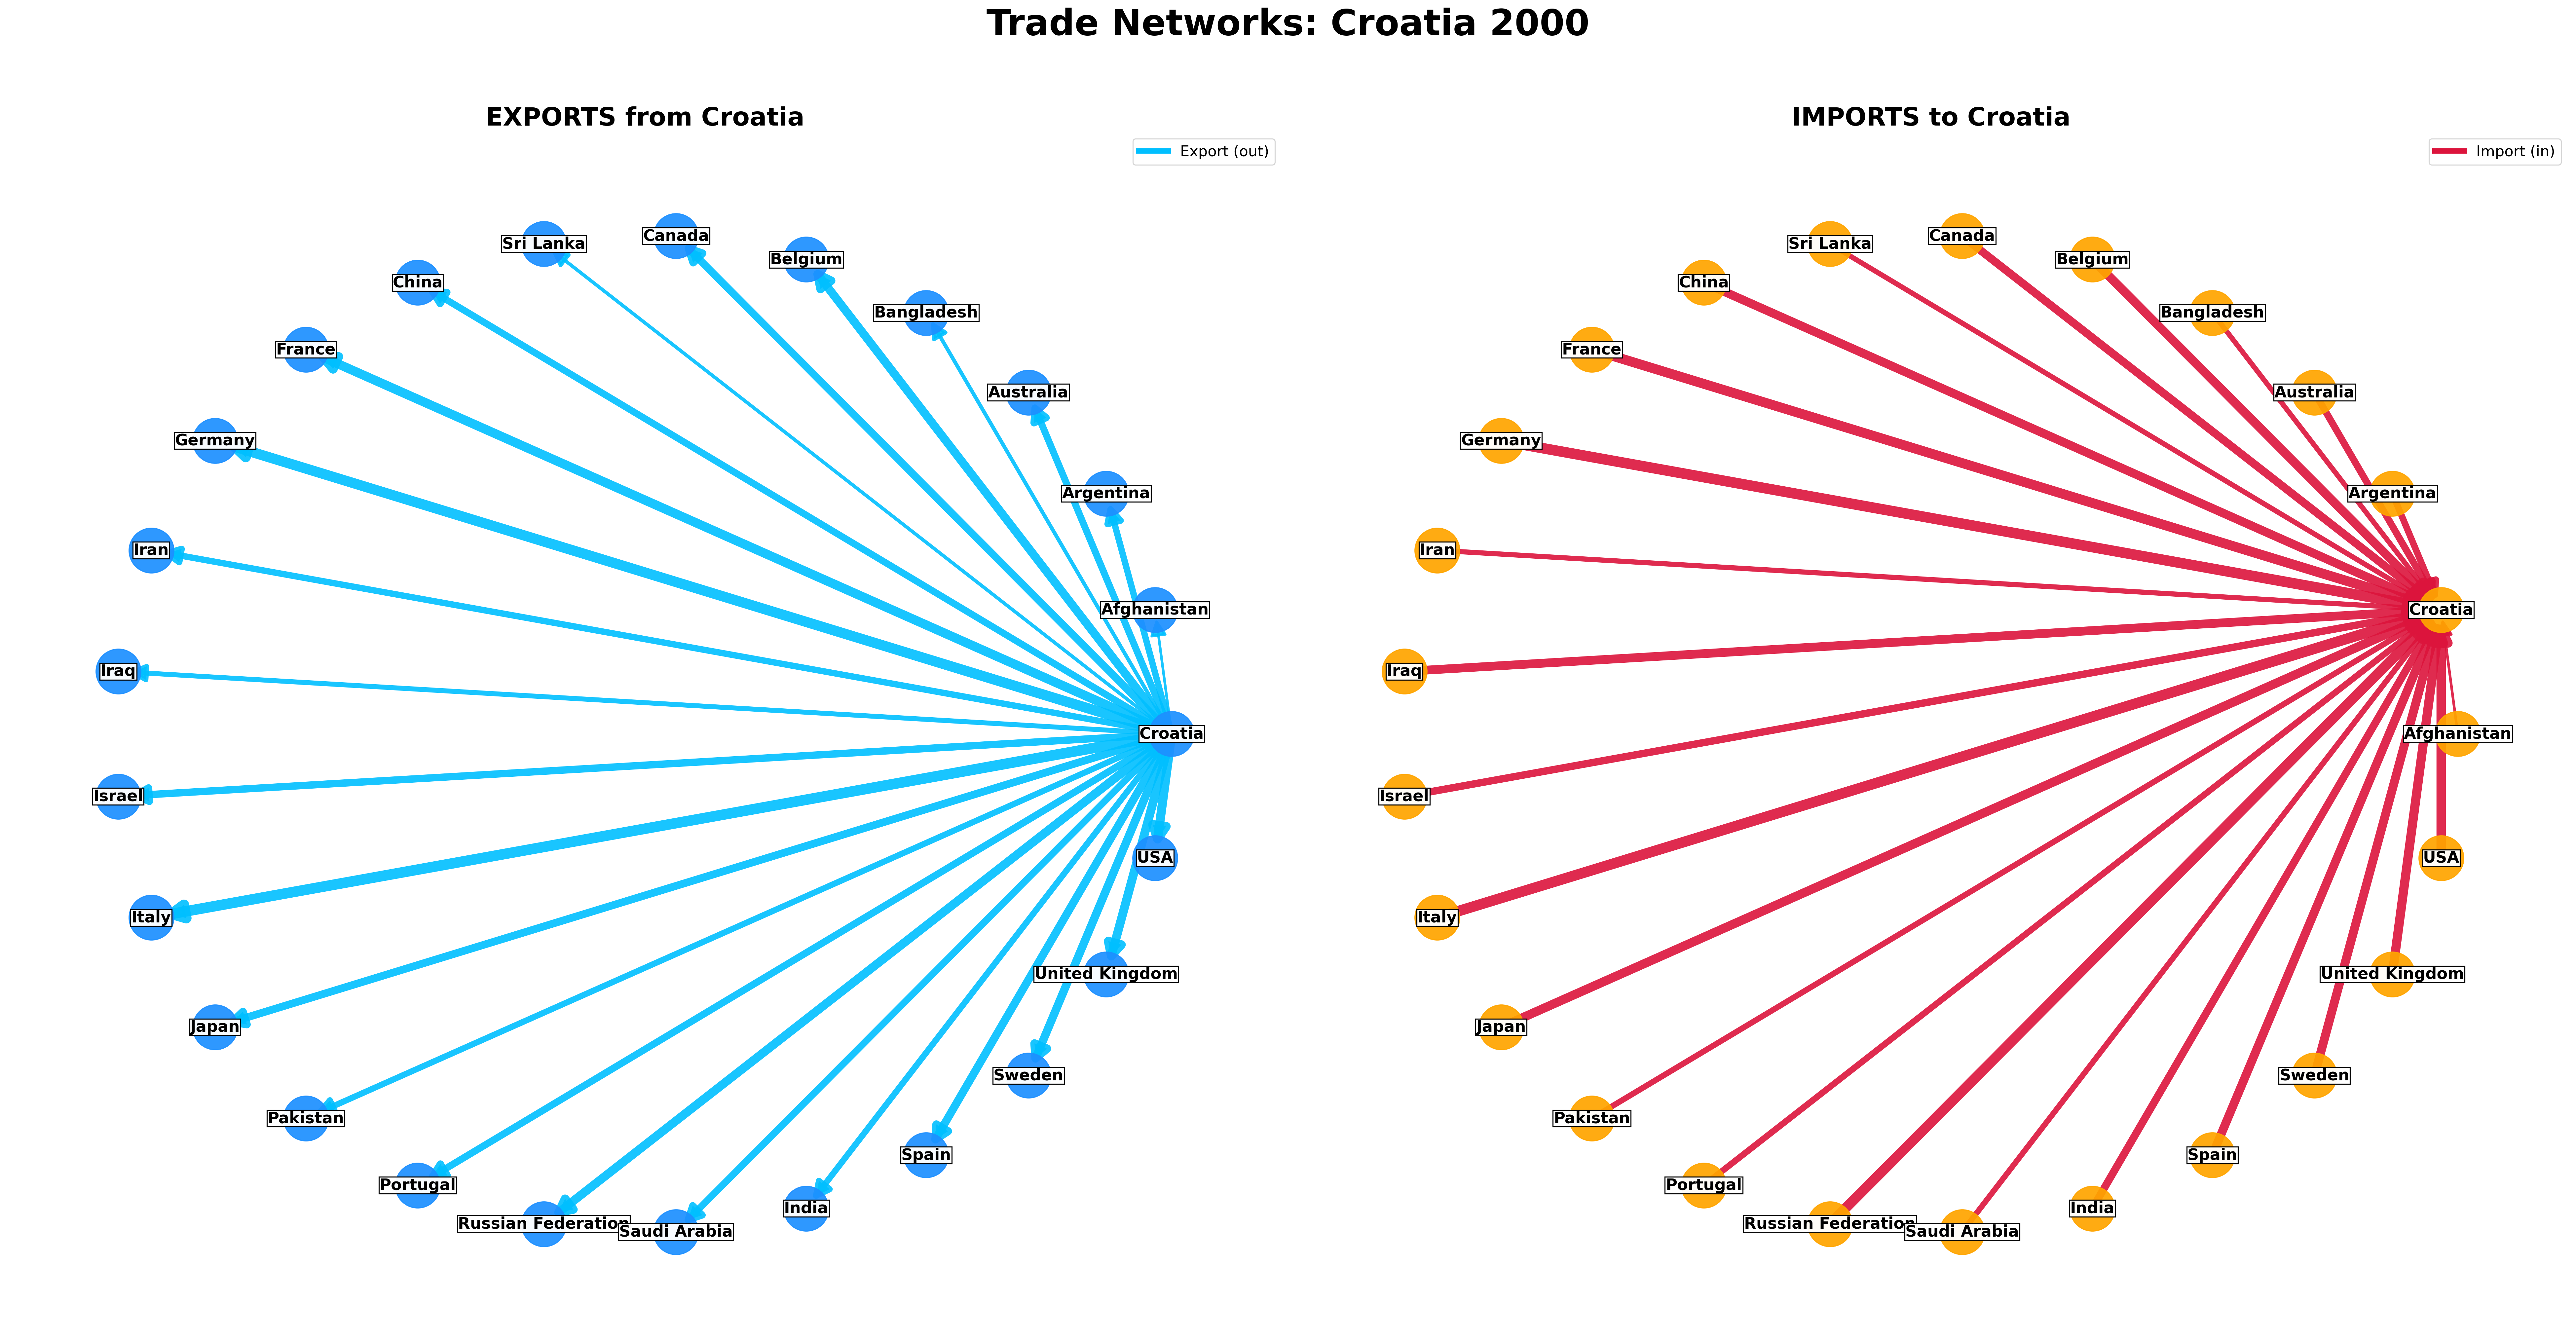 Trade Networks: Croatia 2000
EXPORTS from Croatia
Export (out)
Sri Lanka
Canada
Belgium
China
Bangladesh
France
Australia
Germany
Argentina
Iran
Afghanistan
Iraq
Croatia
Israel
USA
Italy
United Kingdom
Japan
Sweden
Pakistan
Spain
Portugal
India
Russian Federation
Saudi Arabia
IMPORTS to Croatia
Import (in)
Sri Lanka
Canada
Belgium
China
Bangladesh
France
Australia
Germany
Argentina
Iran
Croatia
Iraq
Afghanistan
Israel
USA
Italy
United Kingdom
Japan
Sweden
Pakistan
Spain
Portugal
India
Russian Federation
Saudi Arabia